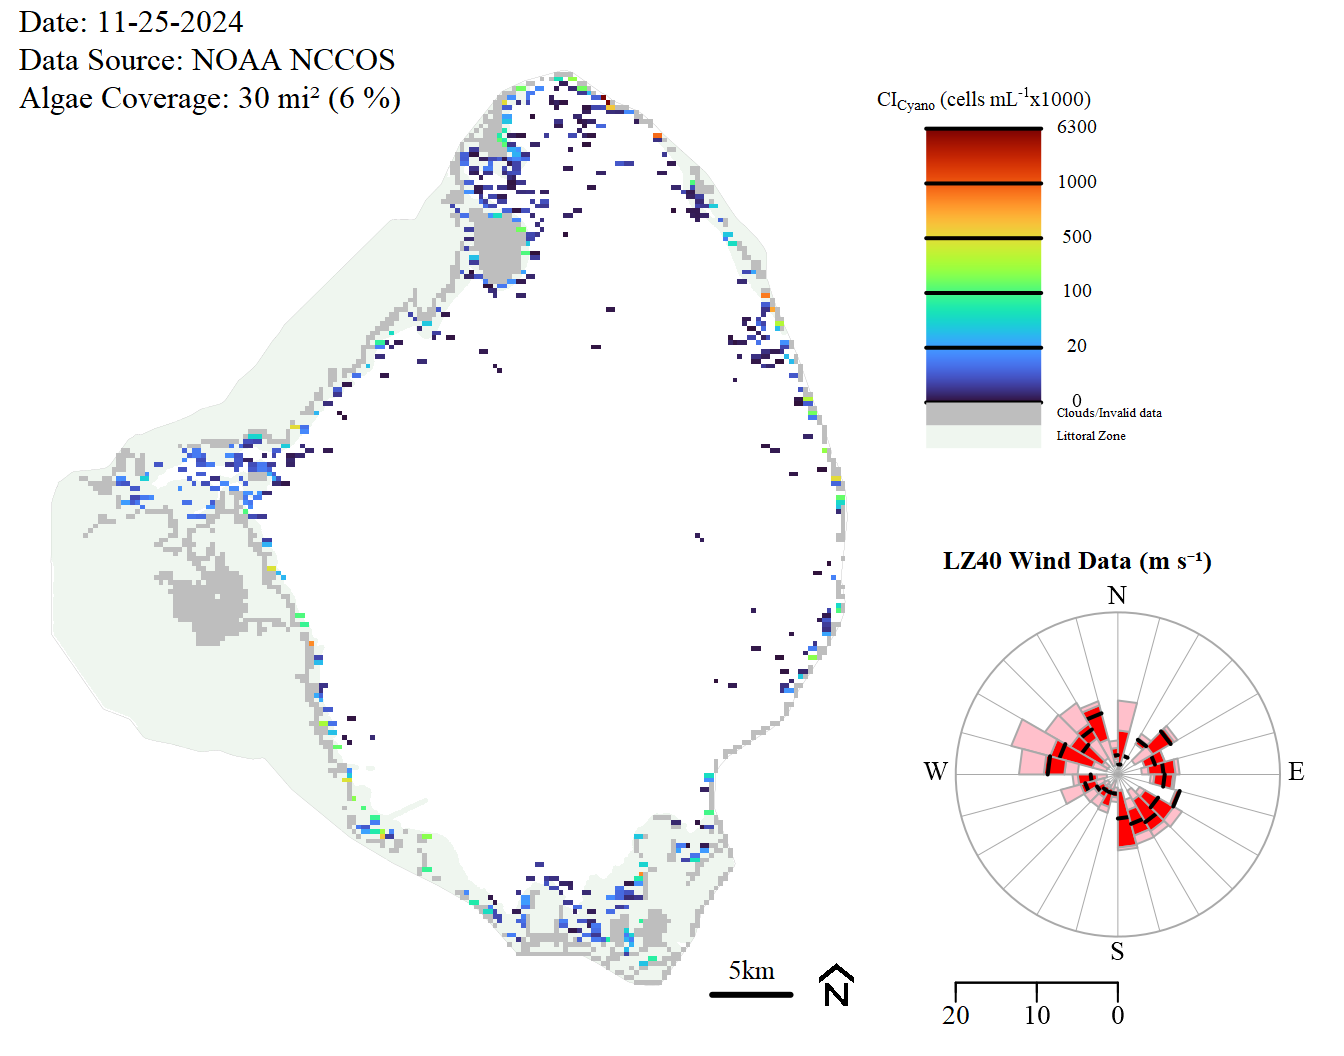 Date: 11-25-2024
Data Source: NOAA NCCOS
Algae Coverage: 30 mi² (6 %)
CICyano (cells mL-1x1000)
6300
1000
500
100
20
0
Clouds/Invalid data
Littoral Zone
LZ40 Wind Data (m s⁻¹)
N
W
E
S
5km
N
20 10 0